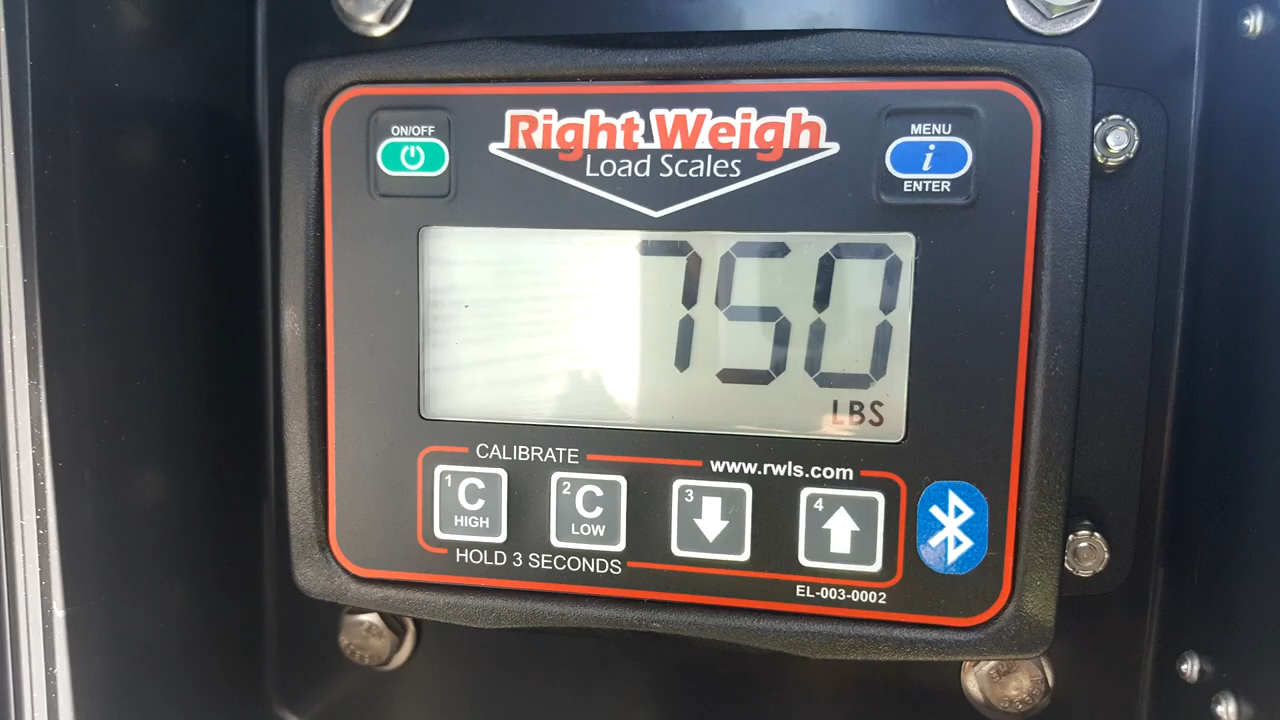 ON/OFF
Right Weigh
Load Scales
MENU
i
ENTER
750
LBS
CALIBRATE
www.rwls.com
1 C HIGH
2 C LOW
3
4
HOLD 3 SECONDS
EL-003-0002